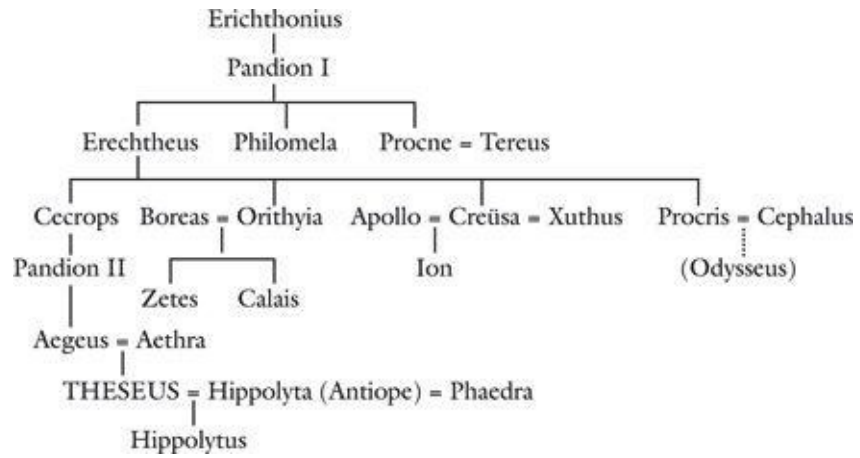 Erichthonius
Pandion I
Erechtheus Philomela Procne = Tereus
Cecrops Boreas = Orithyia Apollo = Creüsa = Xuthus Procris = Cephalus
Pandion II Ion (Odysseus)
Zetes Calais
Aegeus = Aethra
THESEUS = Hippolyta (Antiope) = Phaedra
Hippolytus